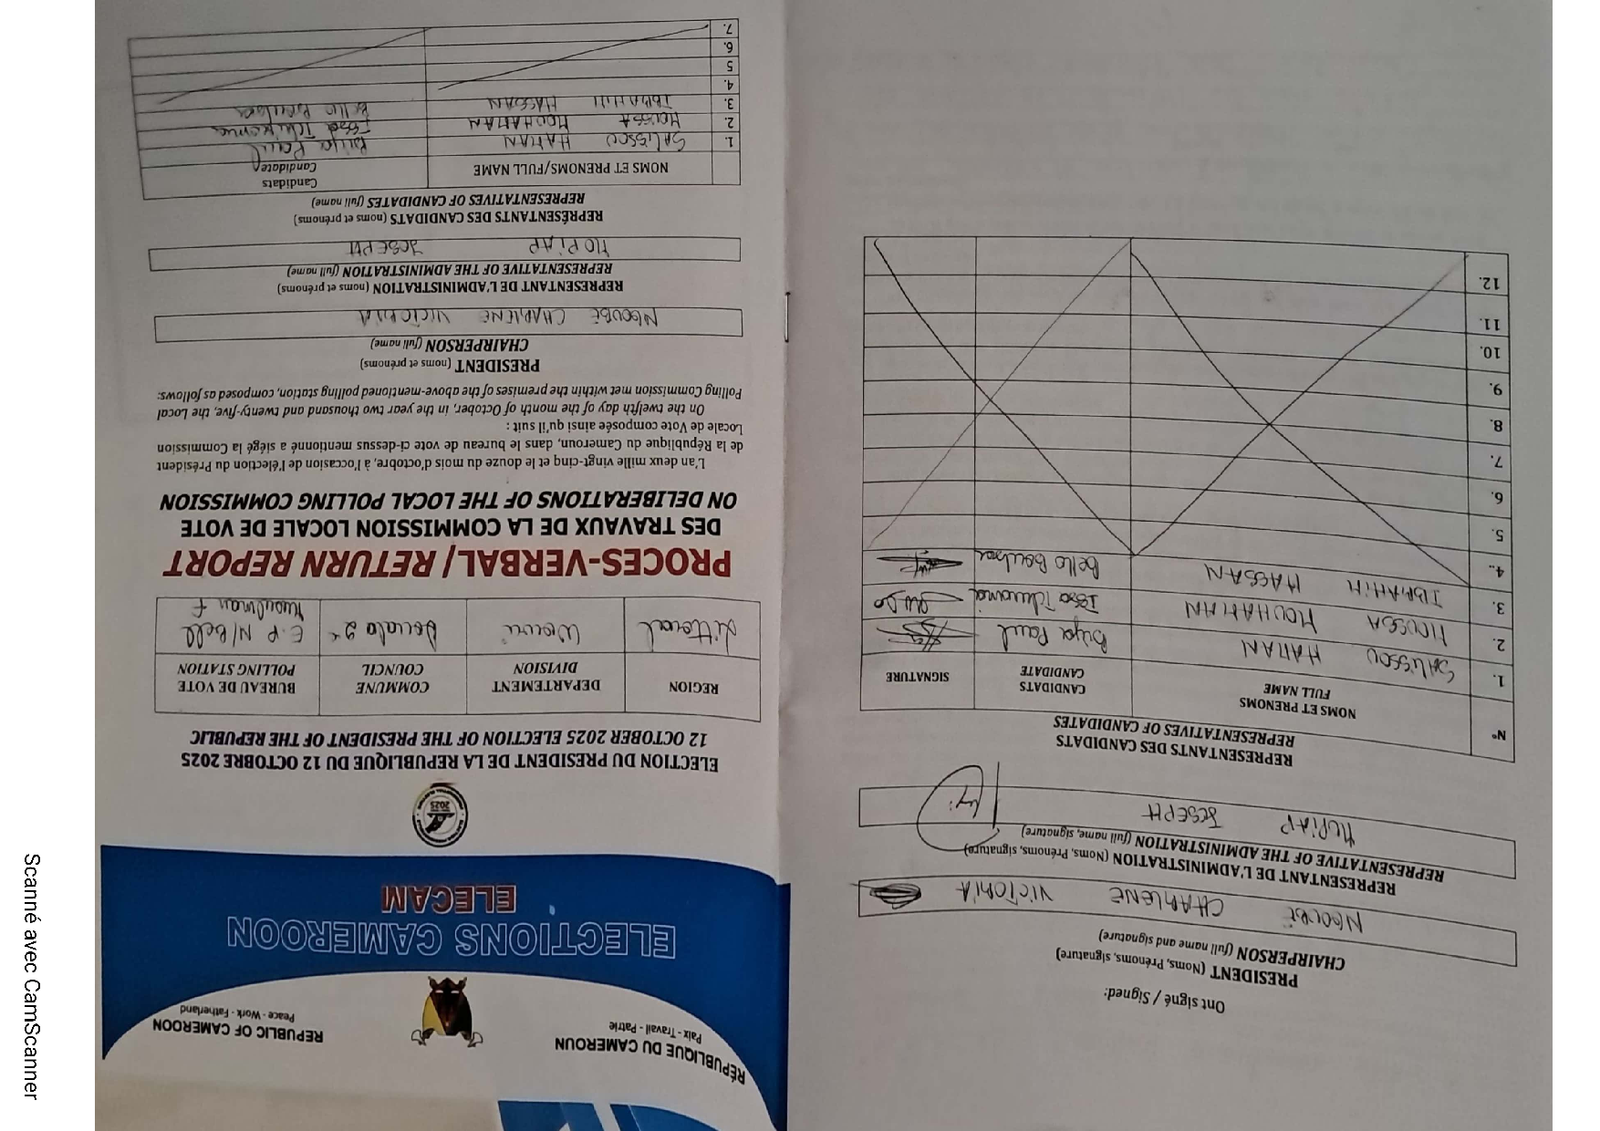 RÉPUBLIQUE DU CAMEROUN
Paix - Travail - Patrie
REPUBLIC OF CAMEROON
Peace - Work - Fatherland
ELECTIONS CAMEROON
ELECAM
2025
ELECTION DU PRESIDENT DE LA REPUBLIQUE DU 12 OCTOBRE 2025
12 OCTOBER 2025 ELECTION OF THE PRESIDENT OF THE REPUBLIC
REGION DEPARTEMENT DIVISION COMMUNE COUNCIL BUREAU DE VOTE POLLING STATION
Littoral Wouri Douala 2e E.P N/Bell Musulman F
PROCES-VERBAL/ RETURN REPORT
DES TRAVAUX DE LA COMMISSION LOCALE DE VOTE
ON DELIBERATIONS OF THE LOCAL POLLING COMMISSION
L'an deux mille vingt-cinq et le douze du mois d'octobre, à l'occasion de l'élection du Président
de la République du Cameroun, dans le bureau de vote ci-dessus mentionné a siégé la Commission
Locale de Vote composée ainsi qu'il suit :
On the twelfth day of the month of October, in the year two thousand and twenty-five, the Local
Polling Commission met within the premises of the above-mentioned polling station, composed as follows:
PRESIDENT (noms et prénoms)
CHAIRPERSON (full name)
NGOUBE CHARLENE VICTORIA
REPRESENTANT DE L'ADMINISTRATION (noms et prénoms)
REPRESENTATIVE OF THE ADMINISTRATION (full name)
JOSEPH
REPRÉSENTANTS DES CANDIDATS (noms et prénoms)
REPRESENTATIVES OF CANDIDATES (full name)
NOMS ET PRENOMS/FULL NAME Candidats Candidate
1. SALISSOU HAMAN Biya Paul
2. MOUSSA MOUHAMAN Issa Tchiroma
3. IBRAHIM HASSAN Bello Bouba
4.
5
6.
7.
Ont signé / Signed:
PRESIDENT (Noms, Prénoms, signature)
CHAIRPERSON (full name and signature)
NGOUBE CHARLENE VICTORIA
REPRESENTANT DE L'ADMINISTRATION (Noms, Prénoms, signature)
REPRESENTATIVE OF THE ADMINISTRATION (full name, signature)
JOSEPH
REPRESENTANTS DES CANDIDATS
REPRESENTATIVES OF CANDIDATES
N° NOMS ET PRENOMS FULL NAME CANDIDATS CANDIDATE SIGNATURE
1. SALISSOU HAMAN Biya Paul
2. MOUSSA MOUHAMAN Issa Tchiroma
3. IBRAHIM HASSAN Bello Bouba
4.
5.
6.
7.
8.
9.
10.
11.
12.
Scanné avec CamScanner